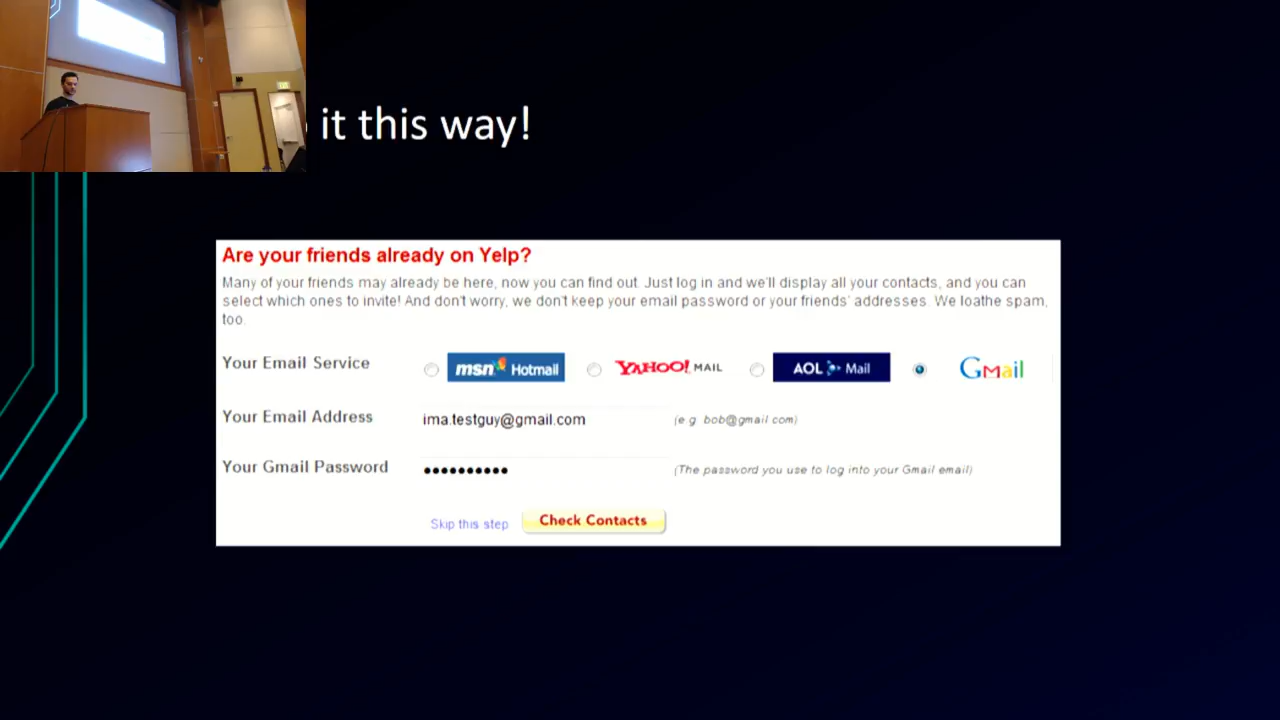 it this way!
Are your friends already on Yelp?
Many of your friends may already be here, now you can find out. Just log in and we'll display all your contacts, and you can
select which ones to invite! And don't worry, we don't keep your email password or your friends' addresses. We loathe spam,
too.
Your Email Service msn Hotmail YAHOO! MAIL AOL Mail Gmail
Your Email Address ima.testguy@gmail.com (e.g. bob@gmail.com)
Your Gmail Password •••••••••• (The password you use to log into your Gmail email)
Skip this step Check Contacts